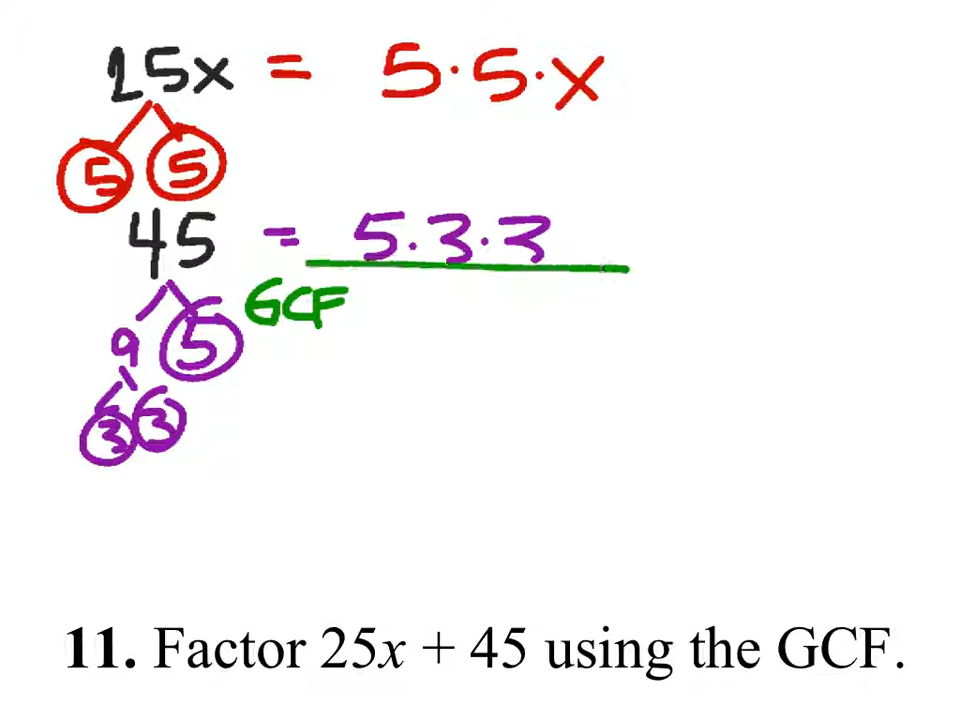 25x = 5·5·x
5 5
45 = 5·3·3
GCF
9 5
3 3
11. Factor 25x + 45 using the GCF.